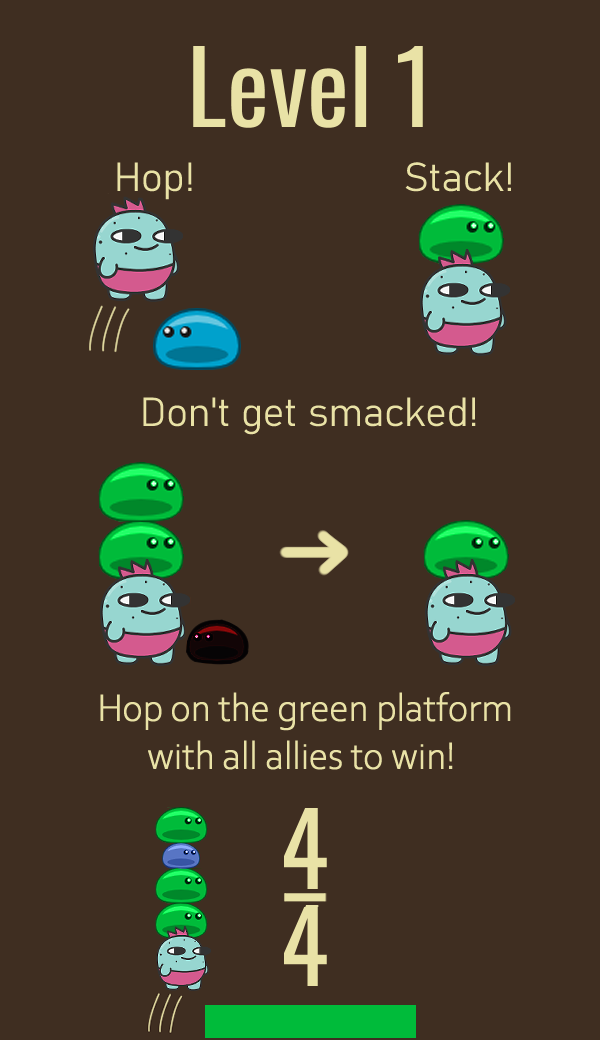 Level 1
Hop!
Stack!
Don't get smacked!
Hop on the green platform
with all allies to win!
4
4